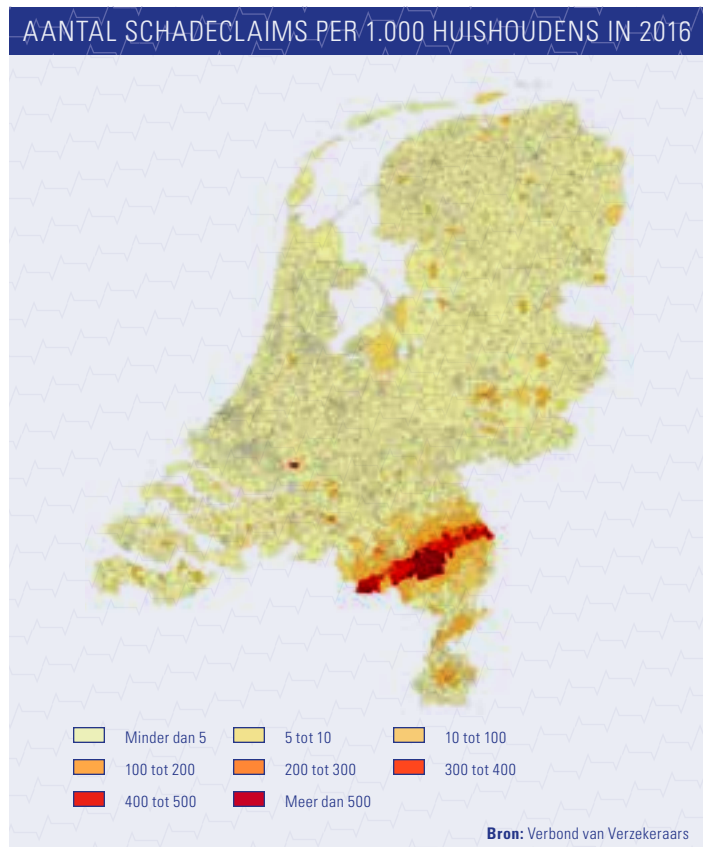 AANTAL SCHADECLAIMS PER 1.000 HUISHOUDENS IN 2016
Minder dan 5 5 tot 10 10 tot 100
100 tot 200 200 tot 300 300 tot 400
400 tot 500 Meer dan 500
Bron: Verbond van Verzekeraars